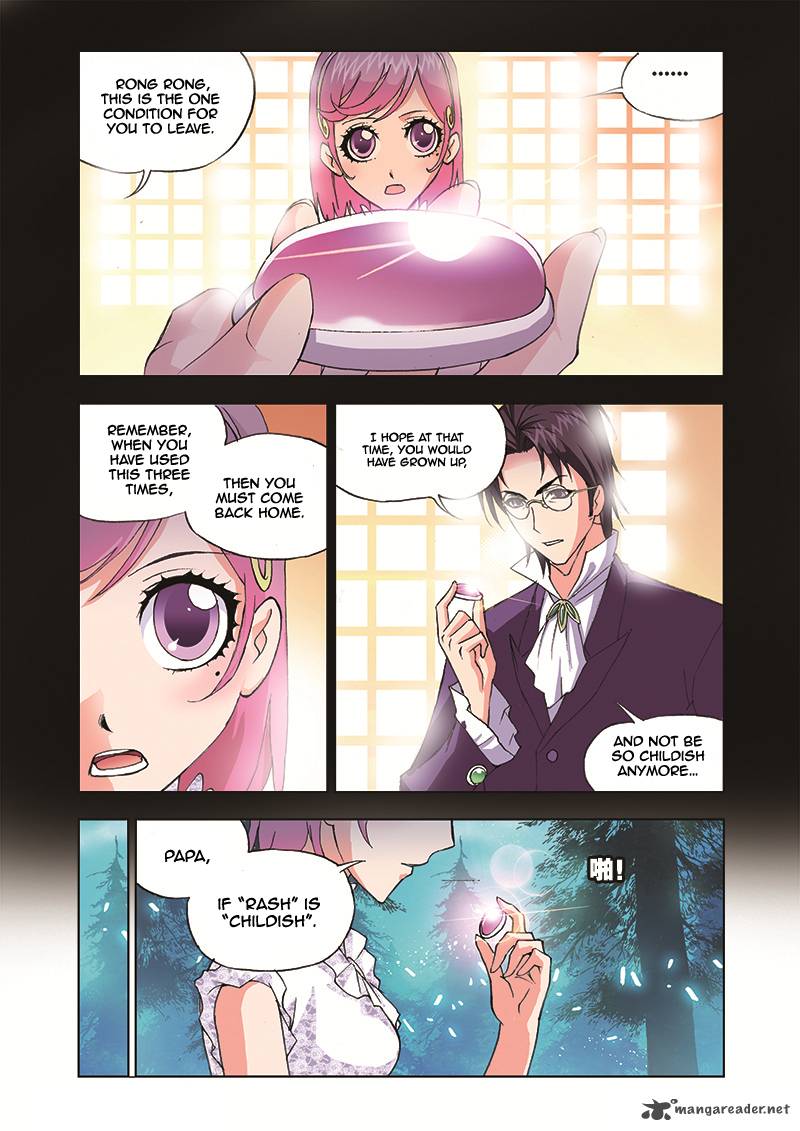 RONG RONG,
THIS IS THE ONE
CONDITION FOR
YOU TO LEAVE.
......
REMEMBER,
WHEN YOU
HAVE USED
THIS THREE
TIMES,
THEN YOU
MUST COME
BACK HOME.
I HOPE AT THAT
TIME, YOU WOULD
HAVE GROWN UP,
AND NOT BE
SO CHILDISH
ANYMORE...
PAPA,
IF "RASH" IS
"CHILDISH".
啪!
mangareader.net